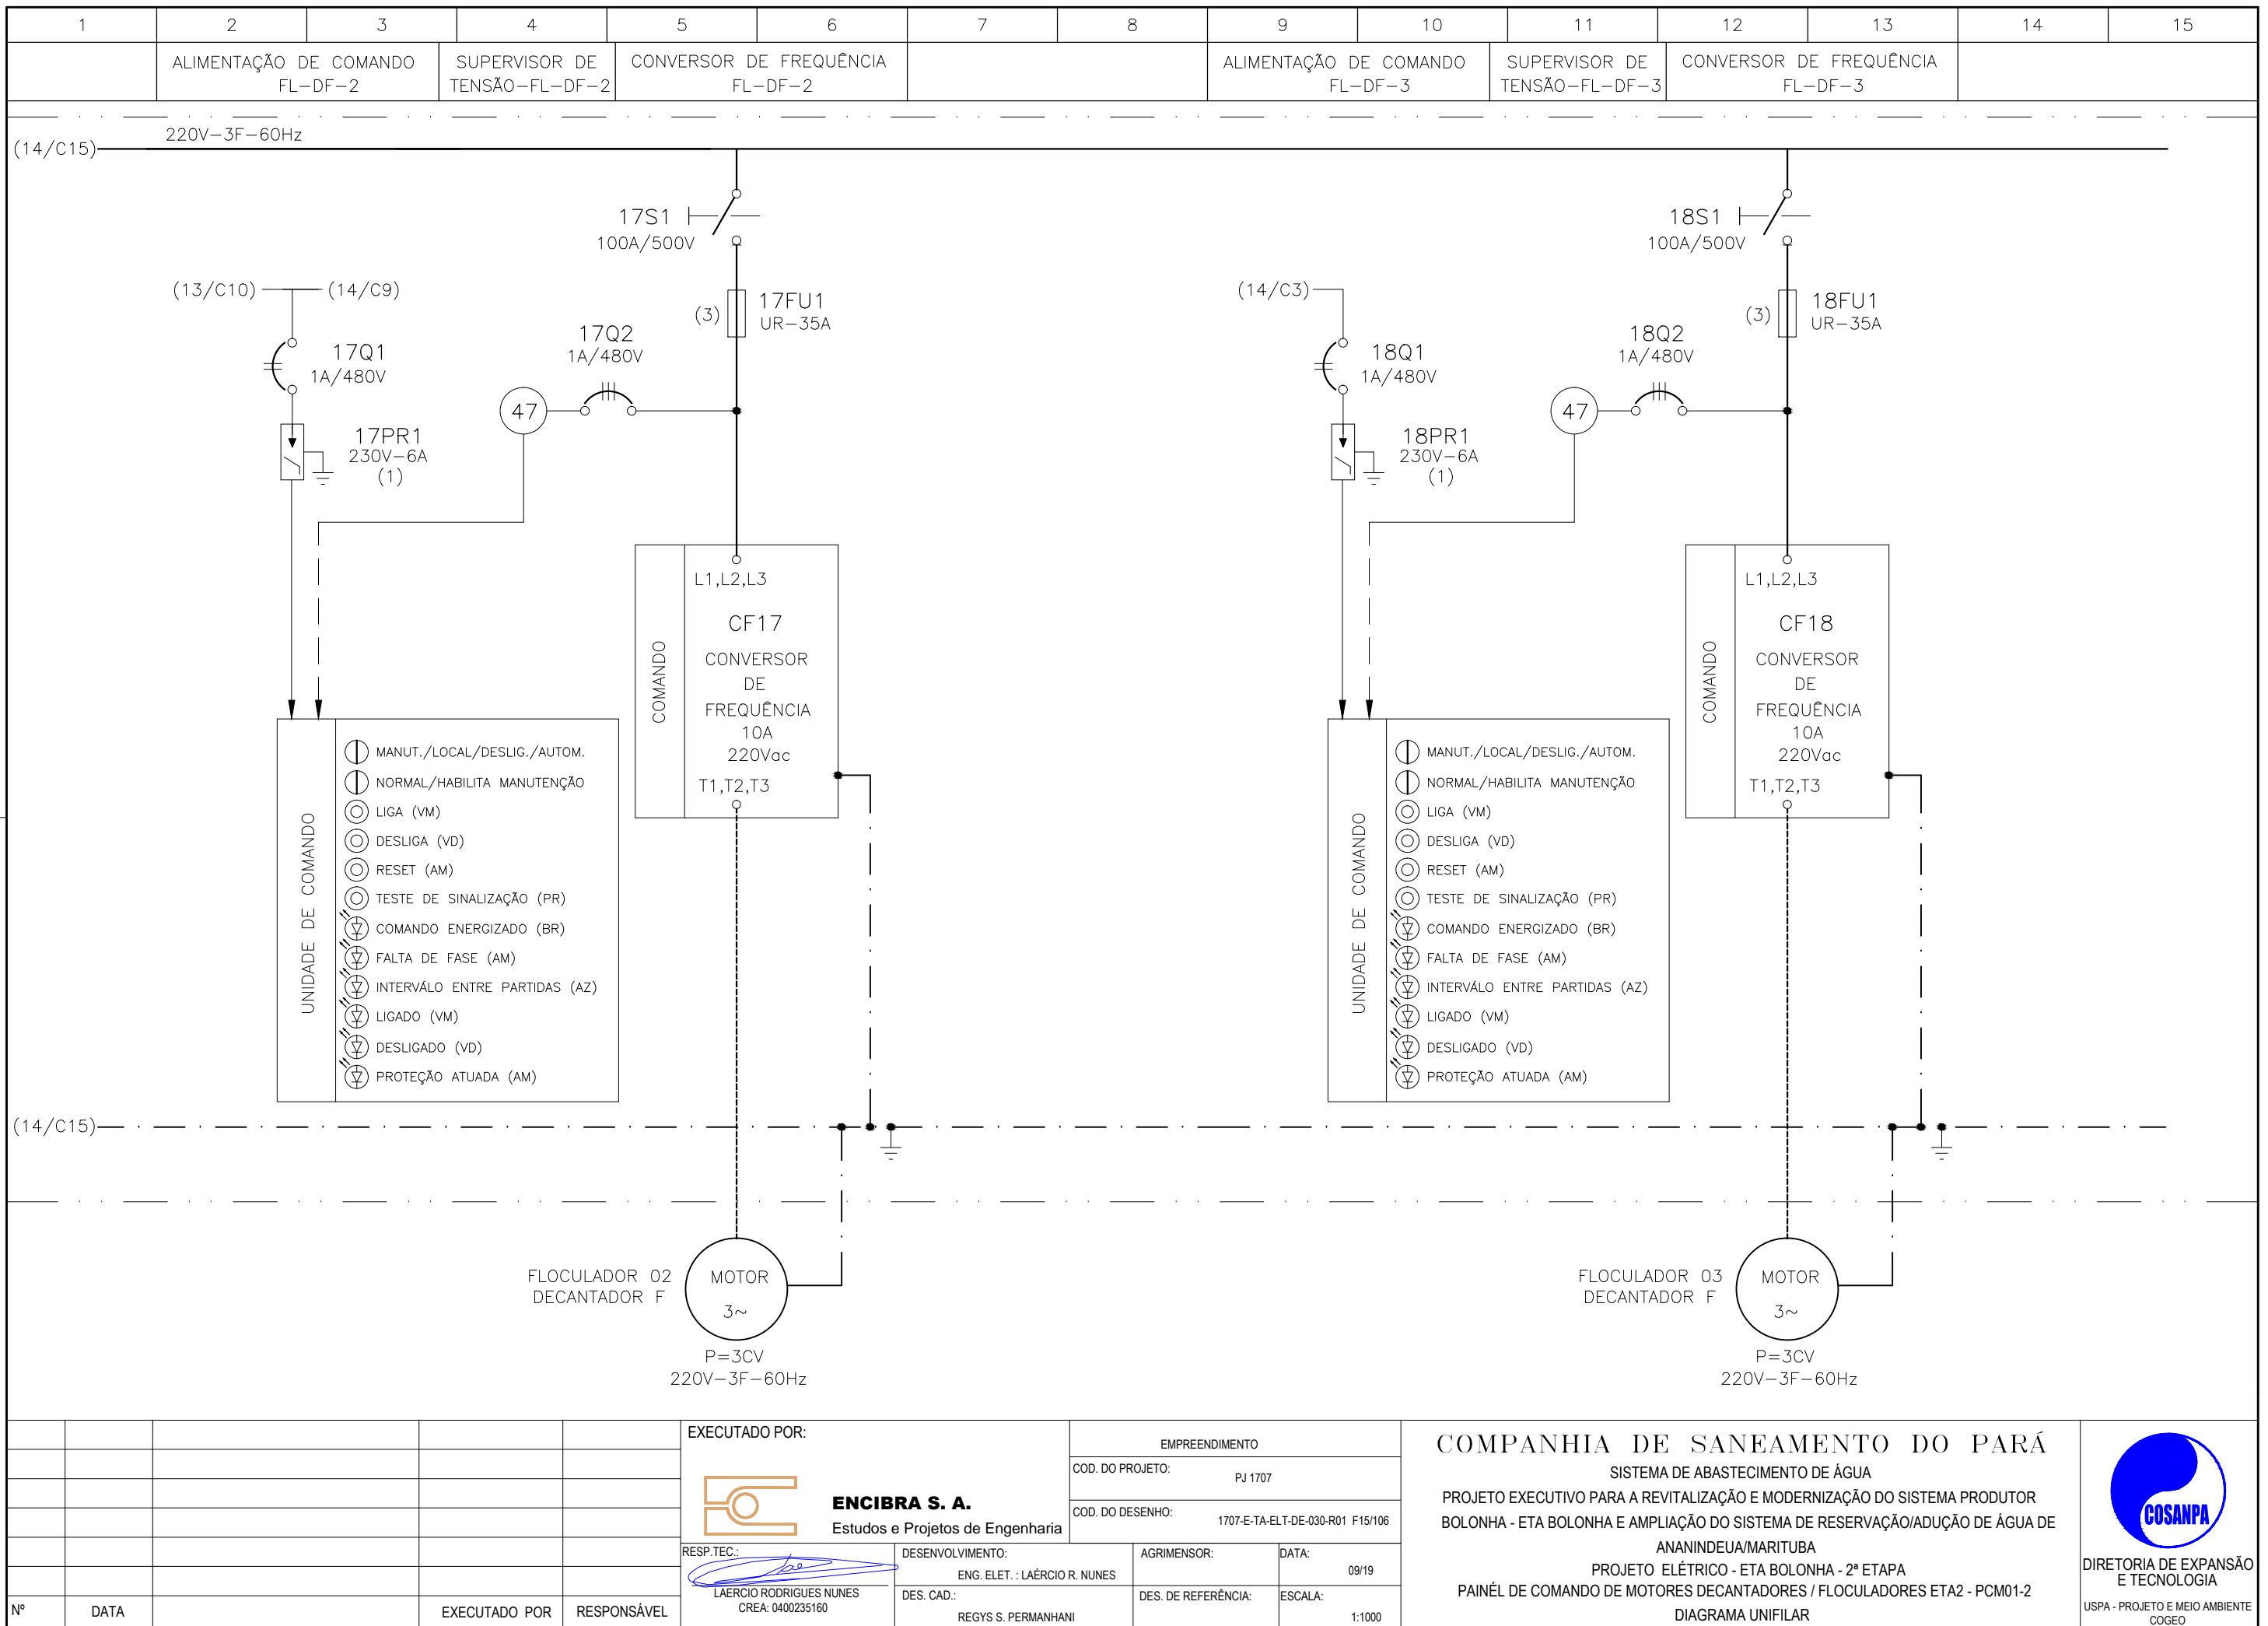 1 2 3 4 5 6 7 8 9 10 11 12 13 14 15
ALIMENTAÇÃO DE COMANDO
FL-DF-2
SUPERVISOR DE
TENSÃO-FL-DF-2
CONVERSOR DE FREQUÊNCIA
FL-DF-2
ALIMENTAÇÃO DE COMANDO
FL-DF-3
SUPERVISOR DE
TENSÃO-FL-DF-3
CONVERSOR DE FREQUÊNCIA
FL-DF-3
220V-3F-60Hz
(14/C15)
17S1
100A/500V
(13/C10)
(14/C9)
(3)
17FU1
UR-35A
17Q2
1A/480V
17Q1
1A/480V
47
17PR1
230V-6A
(1)
COMANDO
L1,L2,L3
CF17
CONVERSOR
DE
FREQUÊNCIA
10A
220Vac
T1,T2,T3
UNIDADE DE COMANDO
MANUT./LOCAL/DESLIG./AUTOM.
NORMAL/HABILITA MANUTENÇÃO
LIGA (VM)
DESLIGA (VD)
RESET (AM)
TESTE DE SINALIZAÇÃO (PR)
COMANDO ENERGIZADO (BR)
FALTA DE FASE (AM)
INTERVÁLO ENTRE PARTIDAS (AZ)
LIGADO (VM)
DESLIGADO (VD)
PROTEÇÃO ATUADA (AM)
18S1
100A/500V
(14/C3)
(3)
18FU1
UR-35A
18Q2
1A/480V
18Q1
1A/480V
47
18PR1
230V-6A
(1)
COMANDO
L1,L2,L3
CF18
CONVERSOR
DE
FREQUÊNCIA
10A
220Vac
T1,T2,T3
UNIDADE DE COMANDO
MANUT./LOCAL/DESLIG./AUTOM.
NORMAL/HABILITA MANUTENÇÃO
LIGA (VM)
DESLIGA (VD)
RESET (AM)
TESTE DE SINALIZAÇÃO (PR)
COMANDO ENERGIZADO (BR)
FALTA DE FASE (AM)
INTERVÁLO ENTRE PARTIDAS (AZ)
LIGADO (VM)
DESLIGADO (VD)
PROTEÇÃO ATUADA (AM)
(14/C15)
FLOCULADOR 02
DECANTADOR F
MOTOR
3~
P=3CV
220V-3F-60Hz
FLOCULADOR 03
DECANTADOR F
MOTOR
3~
P=3CV
220V-3F-60Hz
Nº DATA EXECUTADO POR RESPONSÁVEL
EXECUTADO POR:
ENCIBRA S. A.
Estudos e Projetos de Engenharia
EMPREENDIMENTO
COD. DO PROJETO:
PJ 1707
COD. DO DESENHO:
1707-E-TA-ELT-DE-030-R01 F15/106
RESP.TEC.:
LAERCIO RODRIGUES NUNES
CREA: 0400235160
DESENVOLVIMENTO:
ENG. ELET. : LAÉRCIO R. NUNES
AGRIMENSOR:
DATA:
09/19
DES. CAD.:
REGYS S. PERMANHANI
DES. DE REFERÊNCIA:
ESCALA:
1:1000
COMPANHIA DE SANEAMENTO DO PARÁ
SISTEMA DE ABASTECIMENTO DE ÁGUA
PROJETO EXECUTIVO PARA A REVITALIZAÇÃO E MODERNIZAÇÃO DO SISTEMA PRODUTOR
BOLONHA - ETA BOLONHA E AMPLIAÇÃO DO SISTEMA DE RESERVAÇÃO/ADUÇÃO DE ÁGUA DE
ANANINDEUA/MARITUBA
PROJETO ELÉTRICO - ETA BOLONHA - 2ª ETAPA
PAINÉL DE COMANDO DE MOTORES DECANTADORES / FLOCULADORES ETA2 - PCM01-2
DIAGRAMA UNIFILAR
COSANPA
DIRETORIA DE EXPANSÃO
E TECNOLOGIA
USPA - PROJETO E MEIO AMBIENTE
COGEO